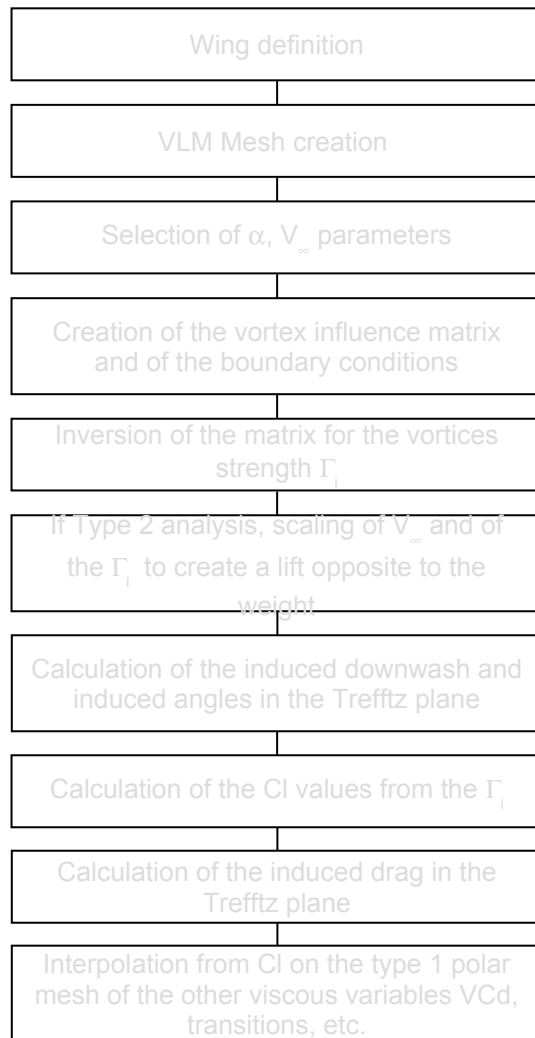 Wing definition
VLM Mesh creation
Selection of α, V∞ parameters
Creation of the vortex influence matrix
and of the boundary conditions
Inversion of the matrix for the vortices
strength Γi
If Type 2 analysis, scaling of V∞ and of
the Γi to create a lift opposite to the
weight
Calculation of the induced downwash and
induced angles in the Trefftz plane
Calculation of the Cl values from the Γi
Calculation of the induced drag in the
Trefftz plane
Interpolation from Cl on the type 1 polar
mesh of the other viscous variables VCd,
transitions, etc.